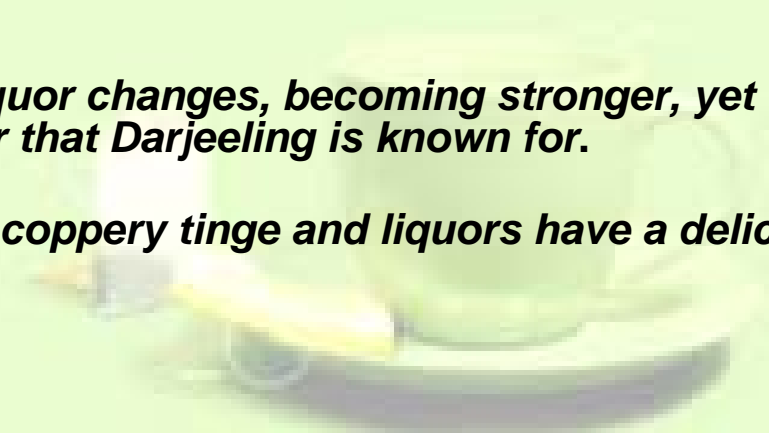 quor changes, becoming stronger, yet
r that Darjeeling is known for.
coppery tinge and liquors have a delic